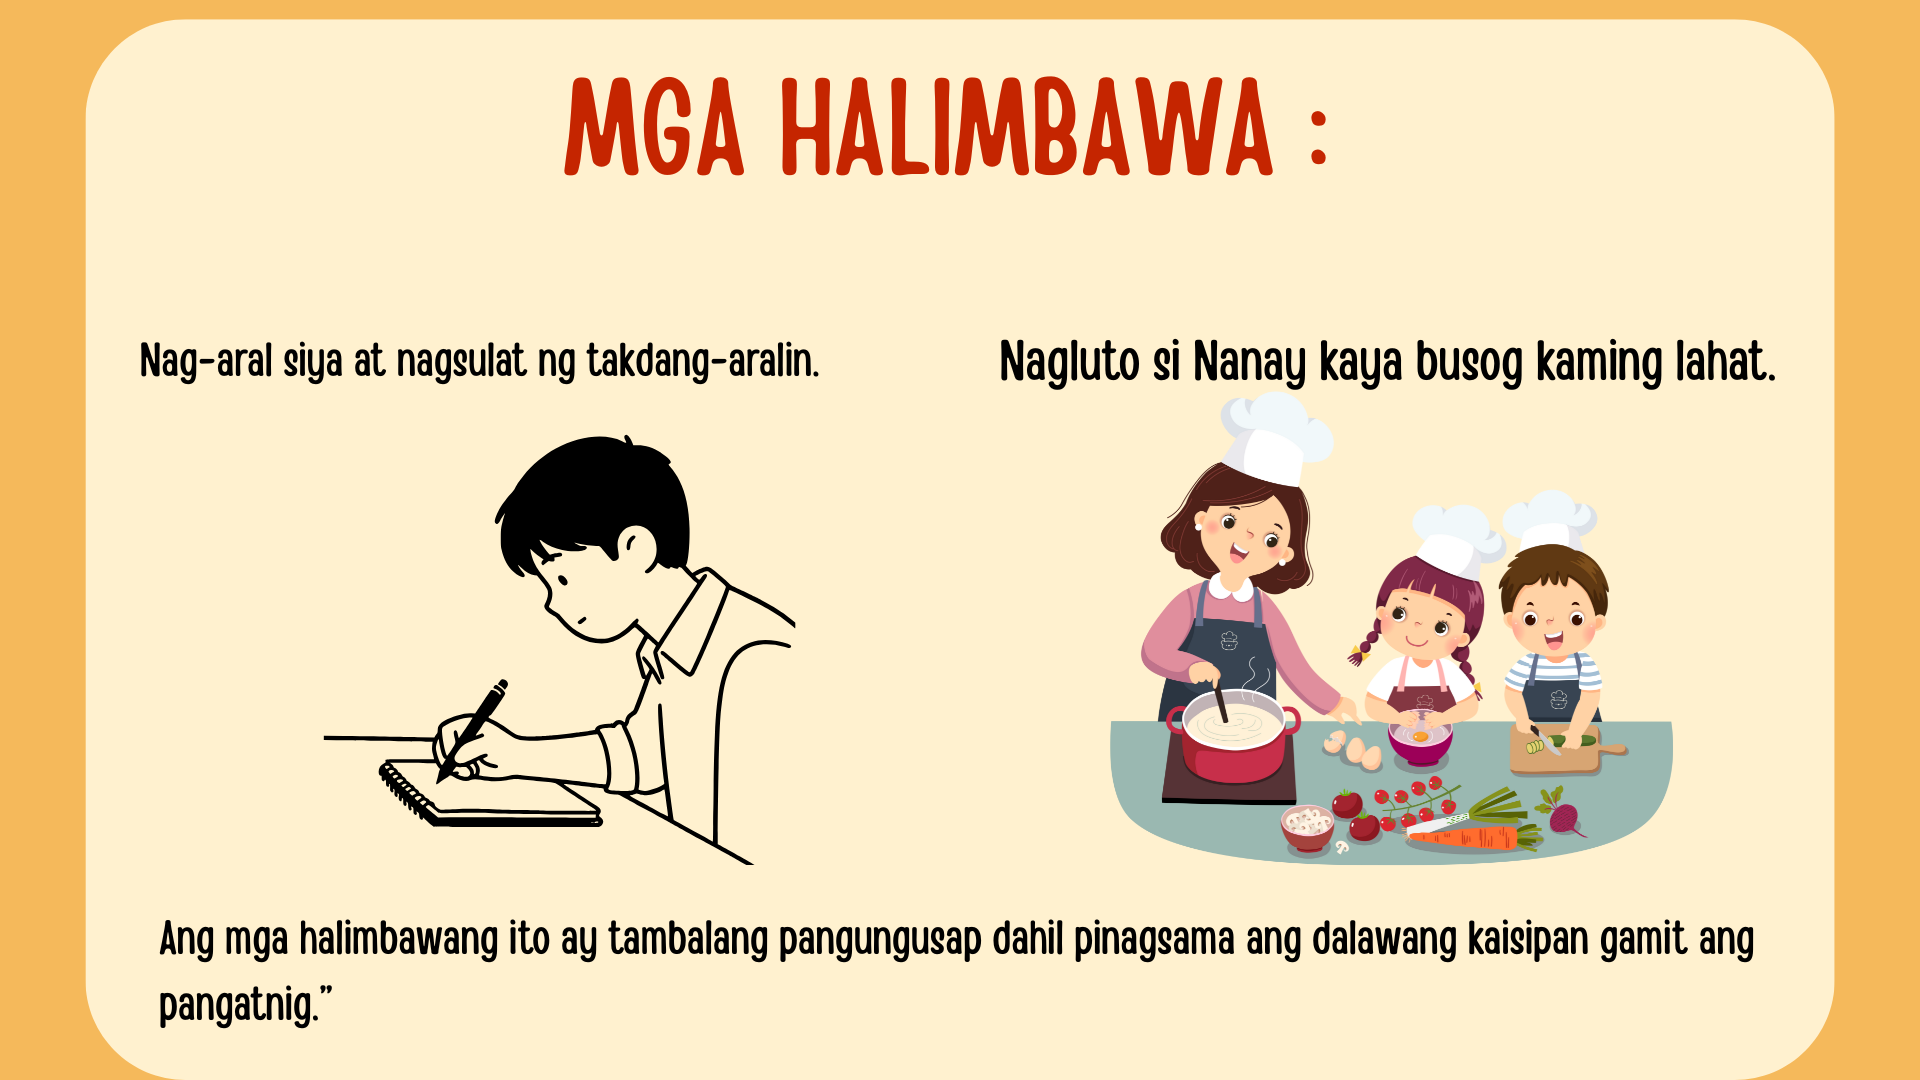 MGA HALIMBAWA :
Nag-aral siya at nagsulat ng takdang-aralin.
Nagluto si Nanay kaya busog kaming lahat.
Ang mga halimbawang ito ay tambalang pangungusap dahil pinagsama ang dalawang kaisipan gamit ang
pangatnig.”